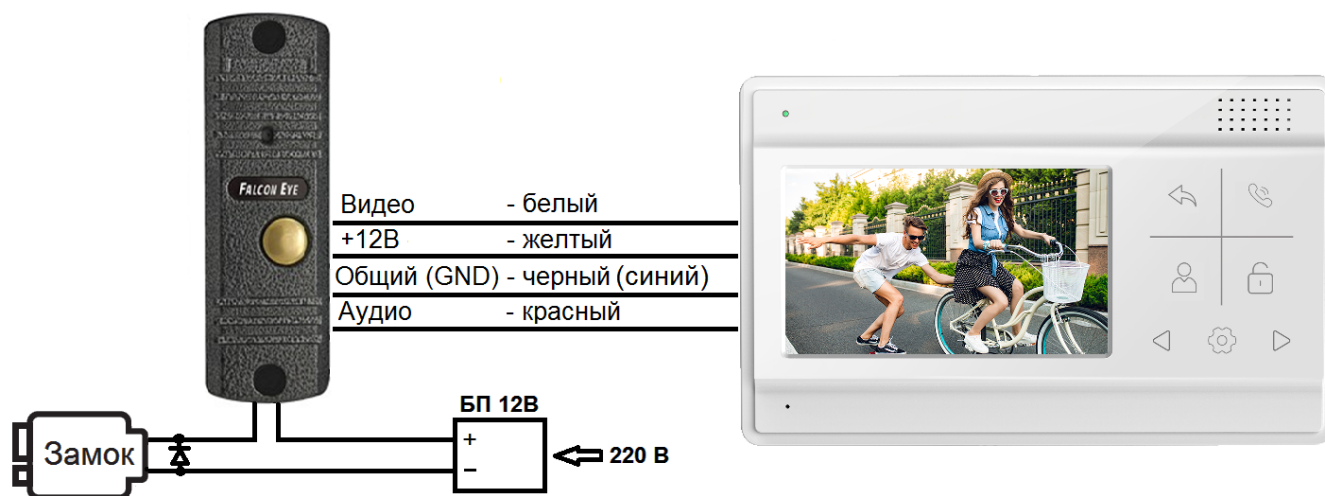 FALCON EYE
Видео - белый
+12В - желтый
Общий (GND) - черный (синий)
Аудио - красный
БП 12В
+
220 В
Замок
–